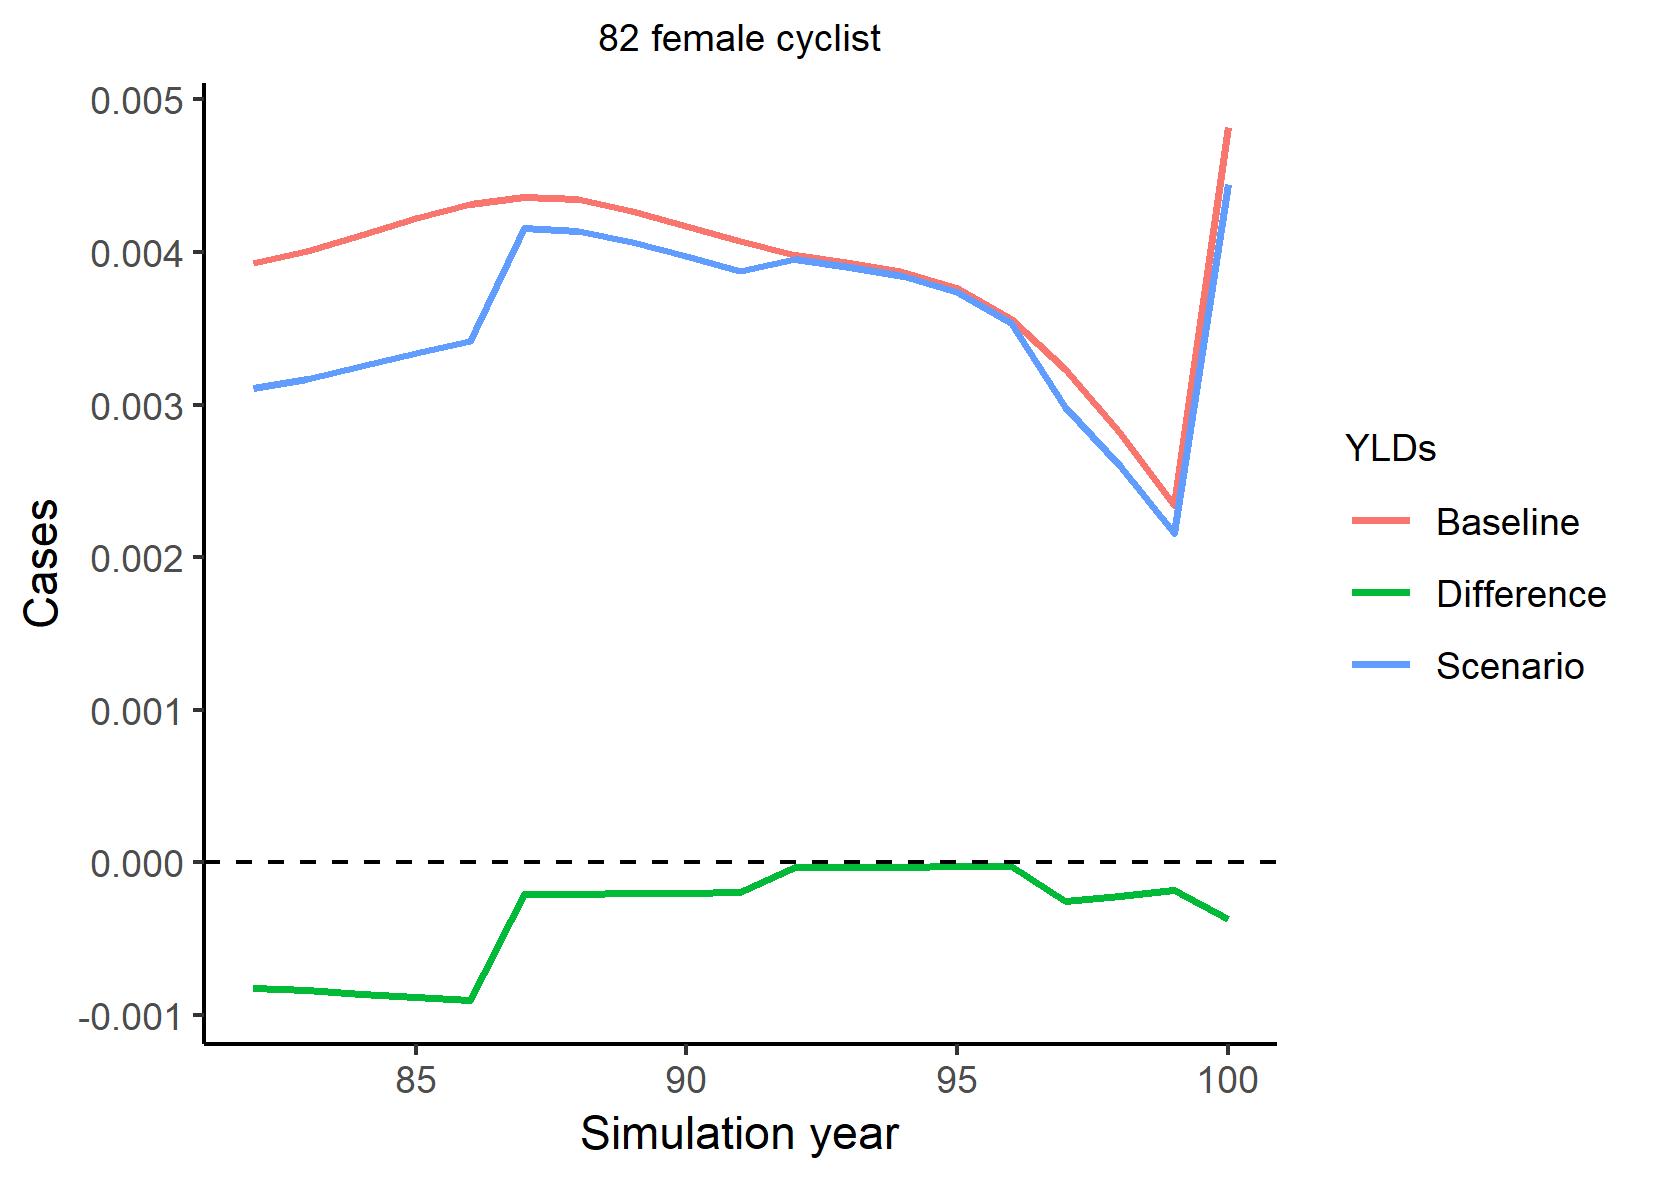 82 female cyclist
0.005
0.004
0.003
0.002
0.001
0.000
-0.001
Cases
85 90 95 100
Simulation year
YLDs
Baseline
Difference
Scenario